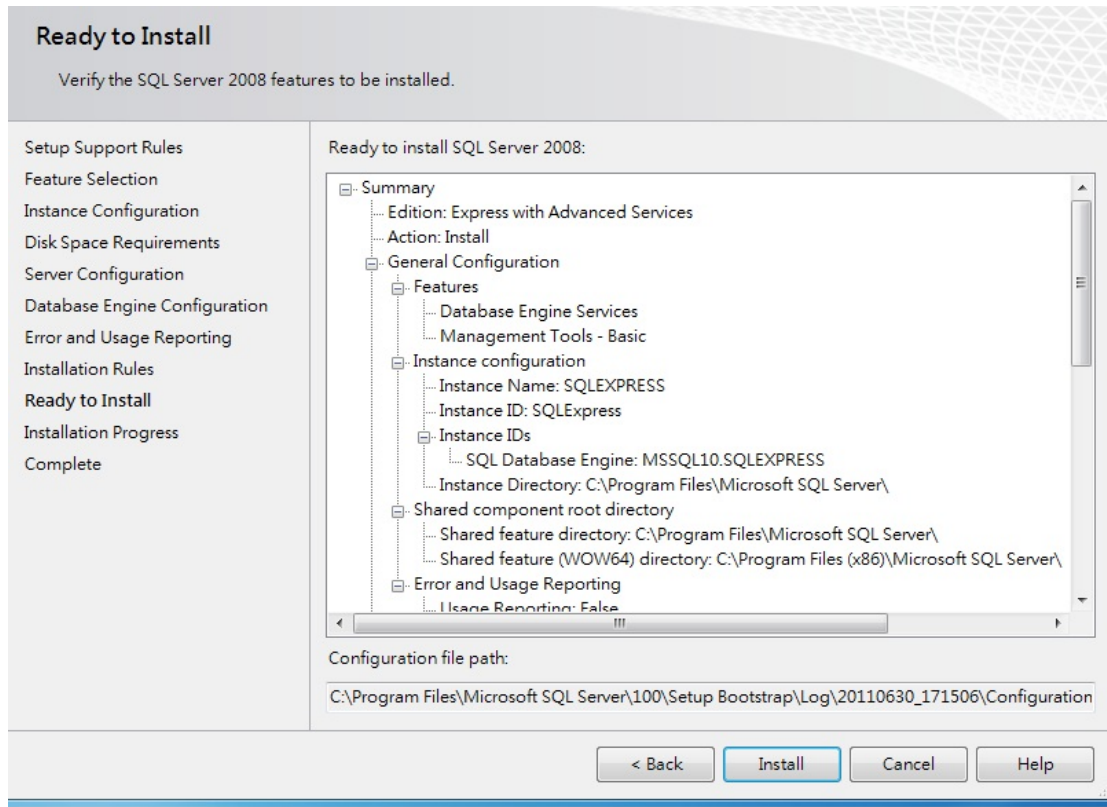 Ready to Install
Verify the SQL Server 2008 features to be installed.
Setup Support Rules
Feature Selection
Instance Configuration
Disk Space Requirements
Server Configuration
Database Engine Configuration
Error and Usage Reporting
Installation Rules
Ready to Install
Installation Progress
Complete
Ready to install SQL Server 2008:
Summary
Edition: Express with Advanced Services
Action: Install
General Configuration
Features
Database Engine Services
Management Tools - Basic
Instance configuration
Instance Name: SQLEXPRESS
Instance ID: SQLExpress
Instance IDs
SQL Database Engine: MSSQL10.SQLEXPRESS
Instance Directory: C:\Program Files\Microsoft SQL Server\
Shared component root directory
Shared feature directory: C:\Program Files\Microsoft SQL Server\
Shared feature (WOW64) directory: C:\Program Files (x86)\Microsoft SQL Server\
Error and Usage Reporting
Usage Reporting: False
Configuration file path:
C:\Program Files\Microsoft SQL Server\100\Setup Bootstrap\Log\20110630_171506\Configuration
< Back
Install
Cancel
Help